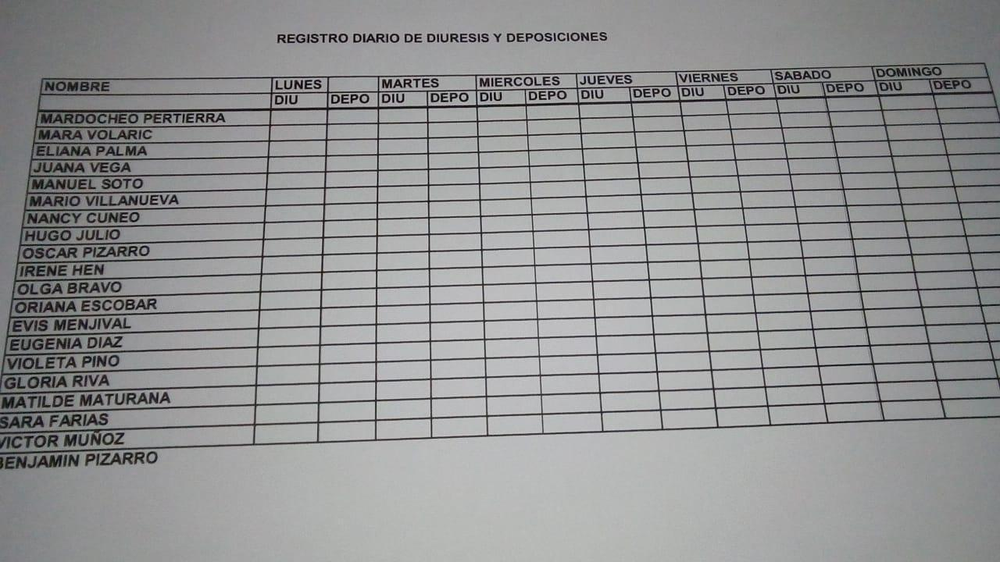 REGISTRO DIARIO DE DIURESIS Y DEPOSICIONES
NOMBRE LUNES MARTES MIERCOLES JUEVES VIERNES SABADO DOMINGO
DIU DEPO DIU DEPO DIU DEPO DIU DEPO DIU DEPO DIU DEPO DIU DEPO
MARDOCHEO PERTIERRA
MARA VOLARIC
ELIANA PALMA
JUANA VEGA
MANUEL SOTO
MARIO VILLANUEVA
NANCY CUNEO
HUGO JULIO
OSCAR PIZARRO
IRENE HEN
OLGA BRAVO
ORIANA ESCOBAR
EVIS MENJIVAL
EUGENIA DIAZ
VIOLETA PINO
GLORIA RIVA
MATILDE MATURANA
SARA FARIAS
VICTOR MUÑOZ
BENJAMIN PIZARRO